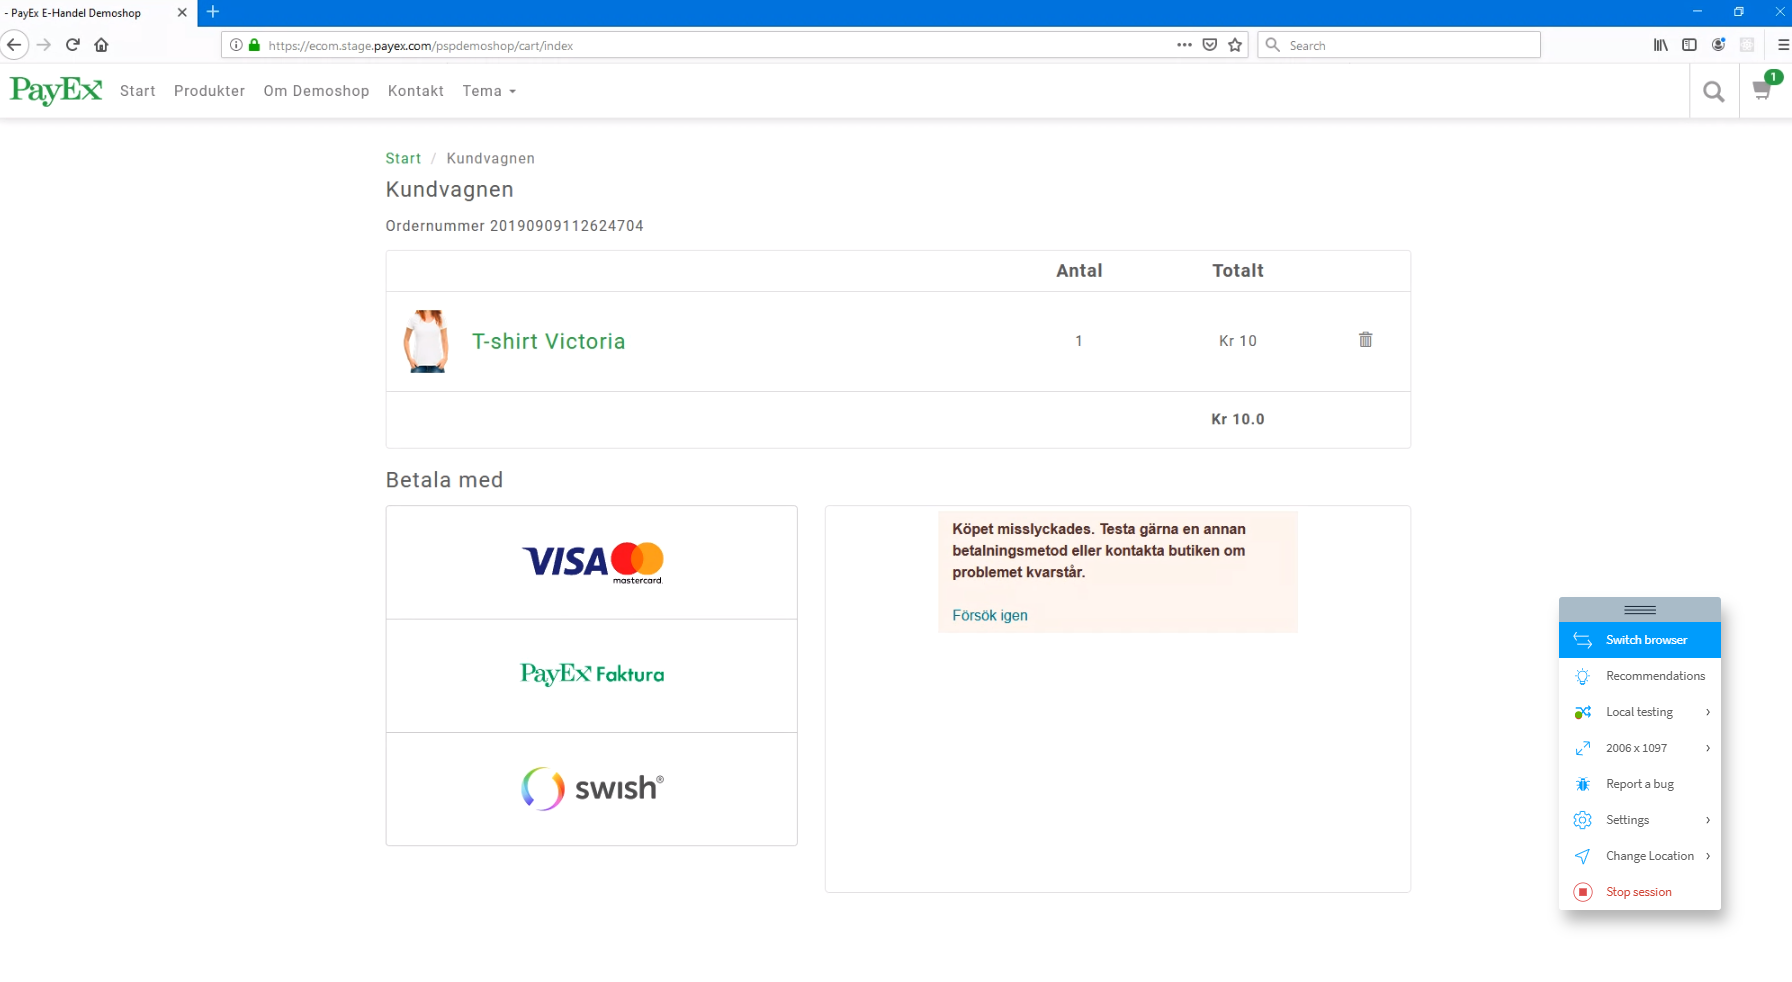 - PayEx E-Handel Demoshop
https://ecom.stage.payex.com/pspdemoshop/cart/index
Search
PayEx
Start
Produkter
Om Demoshop
Kontakt
Tema
1
Start / Kundvagnen
Kundvagnen
Ordernummer 20190909112624704
Antal
Totalt
T-shirt Victoria
1
Kr 10
Kr 10.0
Betala med
VISA
mastercard.
PayEx Faktura
swish®
Köpet misslyckades. Testa gärna en annan
betalningsmetod eller kontakta butiken om
problemet kvarstår.
Försök igen
Switch browser
Recommendations
Local testing
2006 x 1097
Report a bug
Settings
Change Location
Stop session